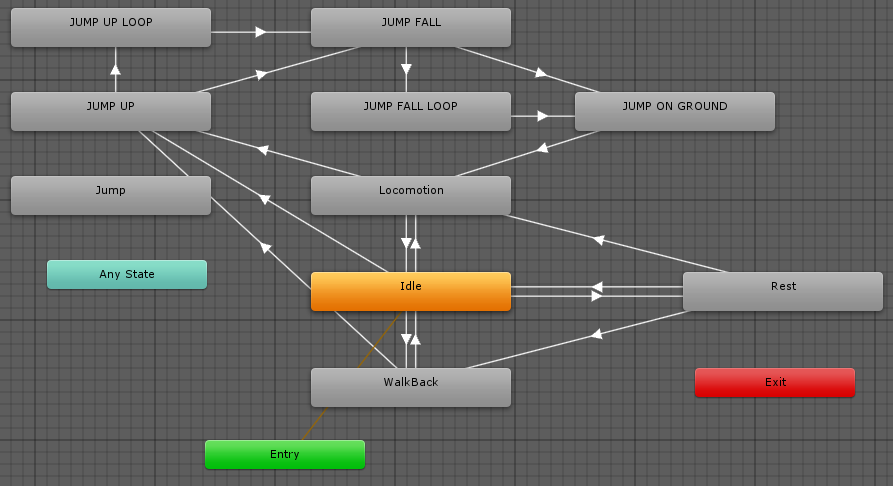 JUMP UP LOOP
JUMP FALL
JUMP UP
JUMP FALL LOOP
JUMP ON GROUND
Jump
Locomotion
Any State
Idle
Rest
WalkBack
Exit
Entry